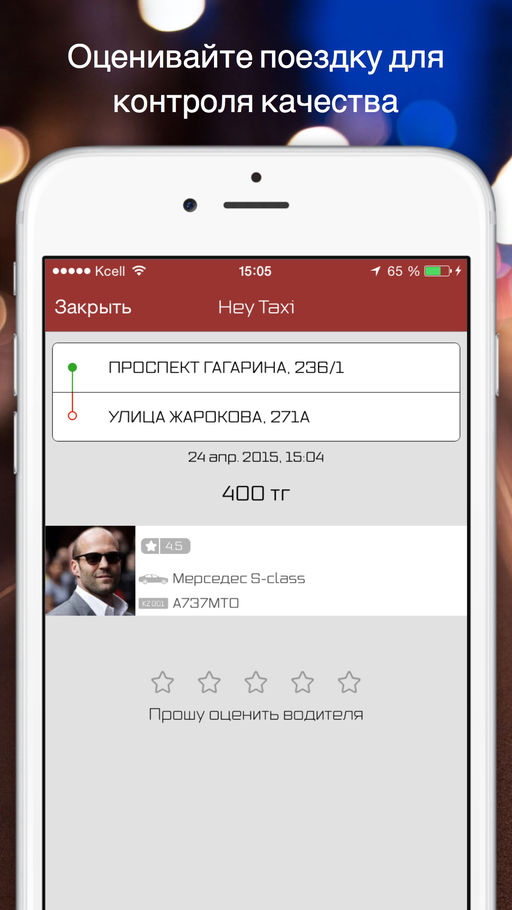 Оценивайте поездку для
контроля качества
Kcell 15:05 65 %
Закрыть Hey Taxi
ПРОСПЕКТ ГАГАРИНА, 236/1
УЛИЦА ЖАРОКОВА, 271А
24 апр. 2015, 15:04
400 тг
4.5
Мерседес S-class
KZ 001 A737MTO
Прошу оценить водителя